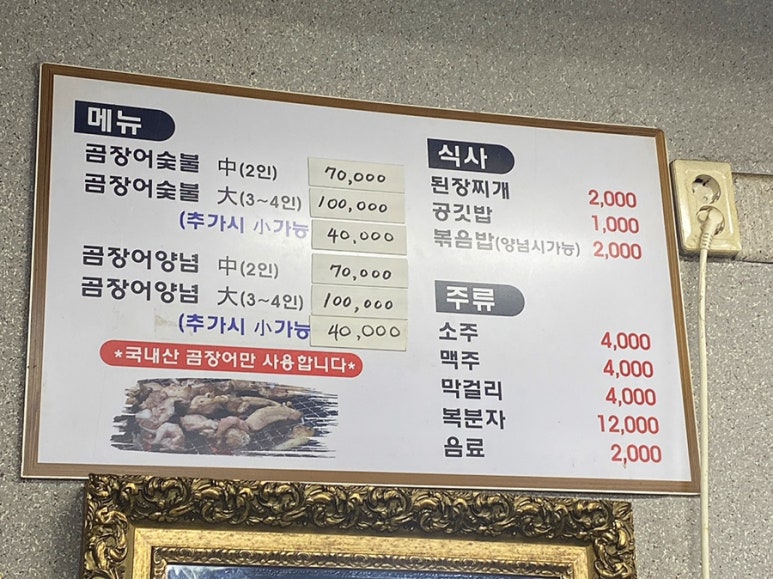 메뉴
곰장어숯불 中(2인) 70,000
곰장어숯불 大(3~4인) 100,000
(추가시 小가능 40,000
곰장어양념 中(2인) 70,000
곰장어양념 大(3~4인) 100,000
(추가시 小가능 40,000
*국내산 곰장어만 사용합니다*
식사
된장찌개 2,000
공깃밥 1,000
볶음밥(양념시가능) 2,000
주류
소주 4,000
맥주 4,000
막걸리 4,000
복분자 12,000
음료 2,000